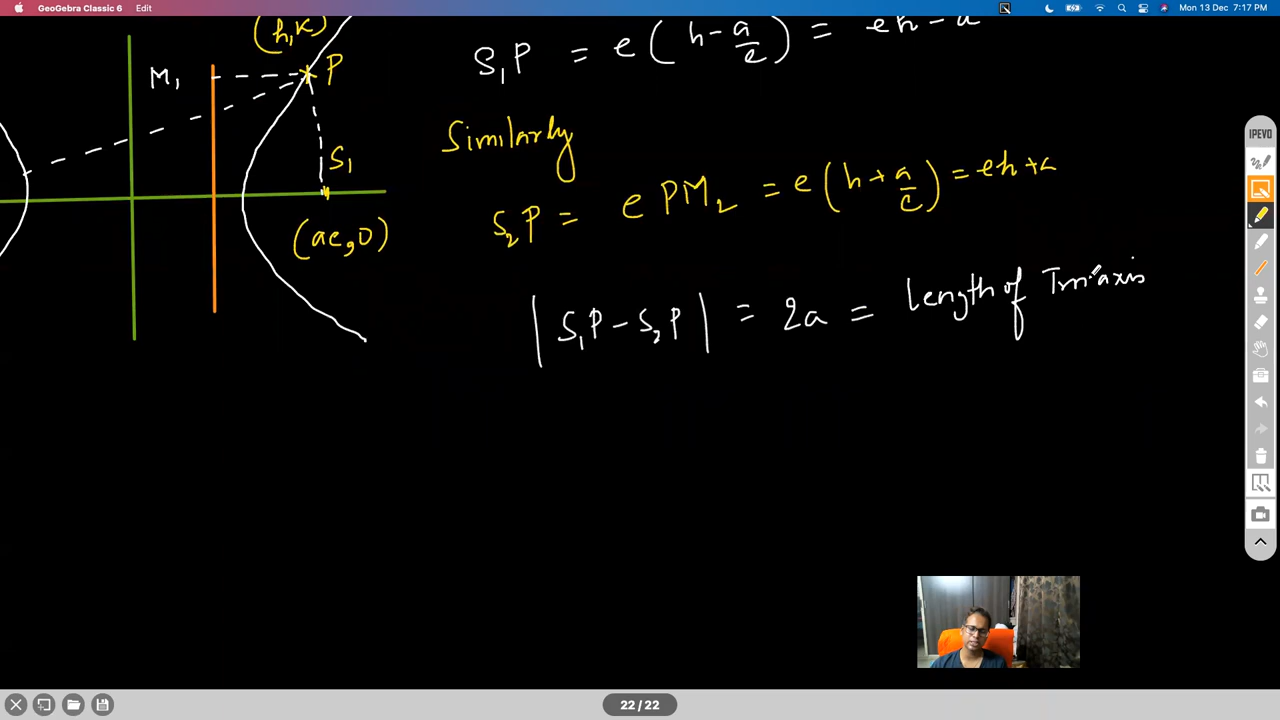 GeoGebra Classic 6 Edit Mon 13 Dec 7:17 PM
(h,k)
S₁P = e(h - a/e) = eh - a
M₁ P
IPEVO
Similarly
S₁
S₂P = e PM₂ = e(h + a/e) = eh + a
(ae, 0)
|S₁P - S₂P| = 2a = length of Trn. axis
22 / 22